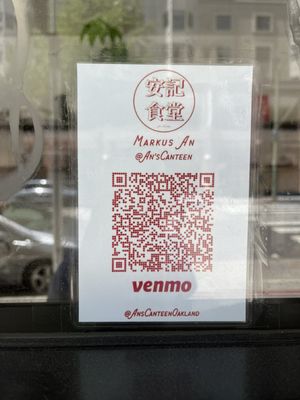 安記
食堂
Markus An
@An'sCanteen
venmo
@AnsCanteenOakland